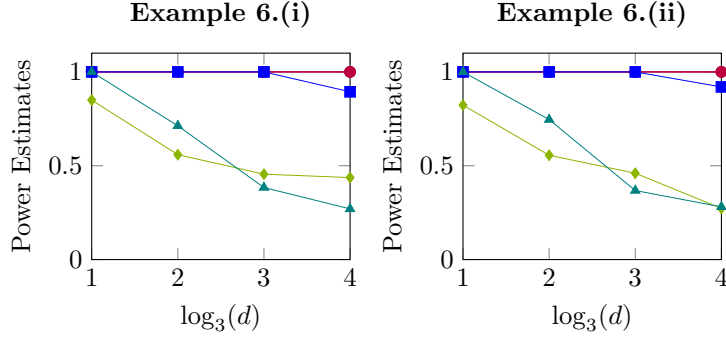 Example 6.(i)
Power Estimates
1
0.5
0
1 2 3 4
log₃(d)
Example 6.(ii)
Power Estimates
1
0.5
0
1 2 3 4
log₃(d)